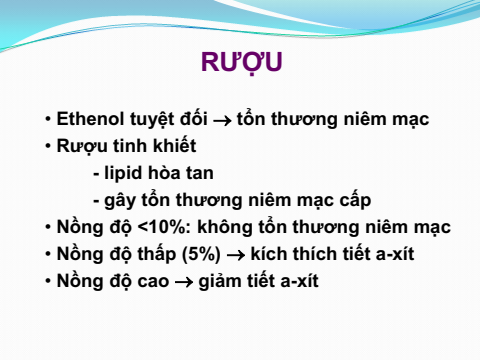 RƯỢU
• Ethenol tuyệt đối → tổn thương niêm mạc
• Rượu tinh khiết
- lipid hòa tan
- gây tổn thương niêm mạc cấp
• Nồng độ <10%: không tổn thương niêm mạc
• Nồng độ thấp (5%) → kích thích tiết a-xít
• Nồng độ cao → giảm tiết a-xít